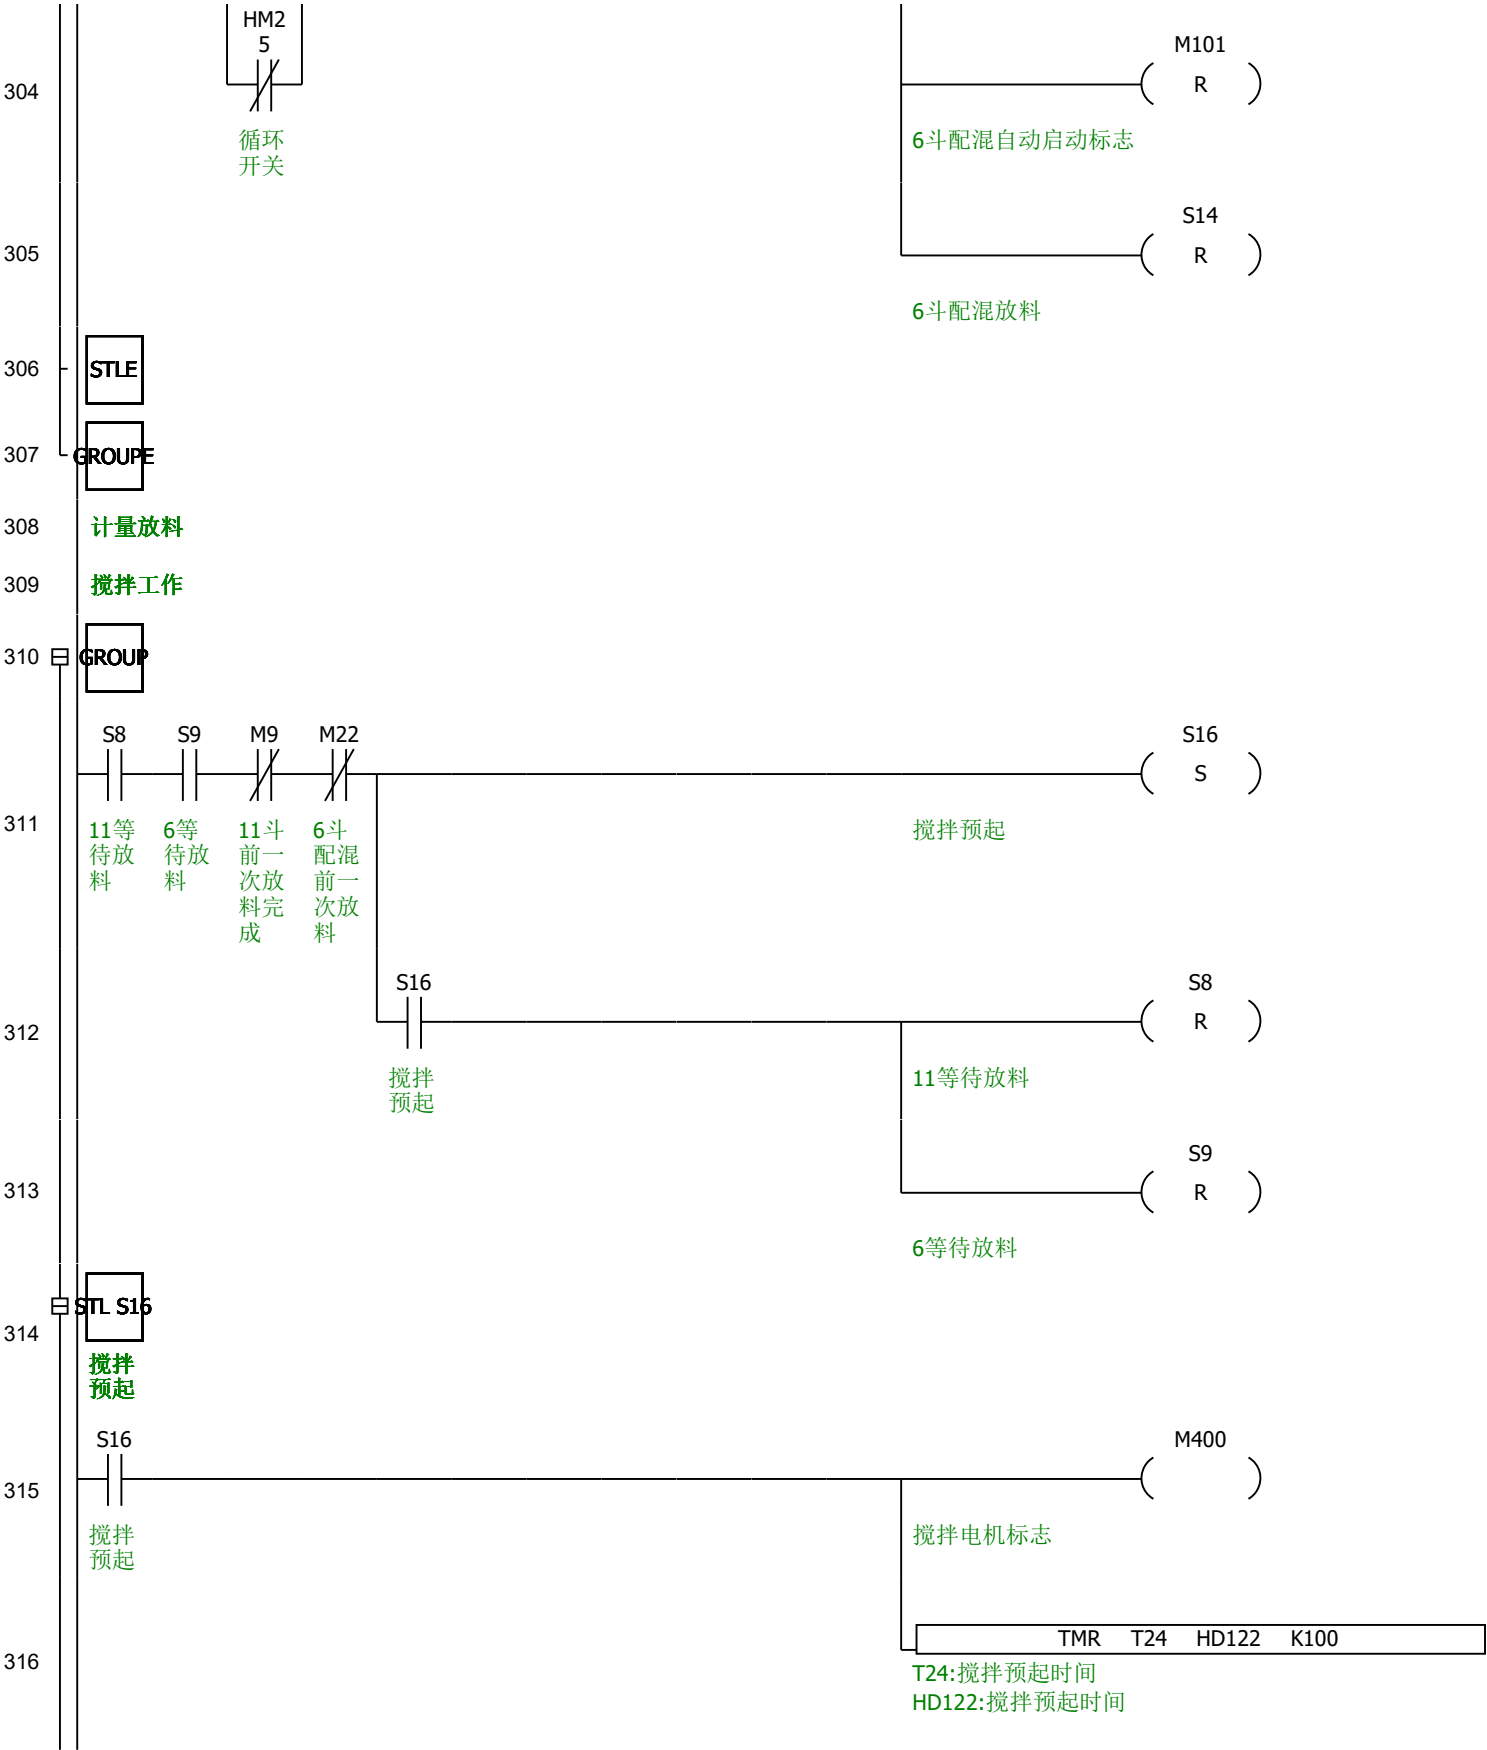 HM2
5
M101
304
R
循环
开关
6斗配混自动启动标志
S14
305
R
6斗配混放料
306
STLE
307
GROUPE
308
计量放料
309
搅拌工作
310
GROUP
S8 S9 M9 M22 S16
S
311
11等
待放
料
6等
待放
料
11斗
前一
次放
料完
成
6斗
配混
前一
次放
料
搅拌预起
S16 S8
312
R
搅拌
预起
11等待放料
S9
313
R
6等待放料
STL S16
314
搅拌
预起
S16 M400
315
搅拌
预起
搅拌电机标志
316
TMR T24 HD122 K100
T24:搅拌预起时间
HD122:搅拌预起时间